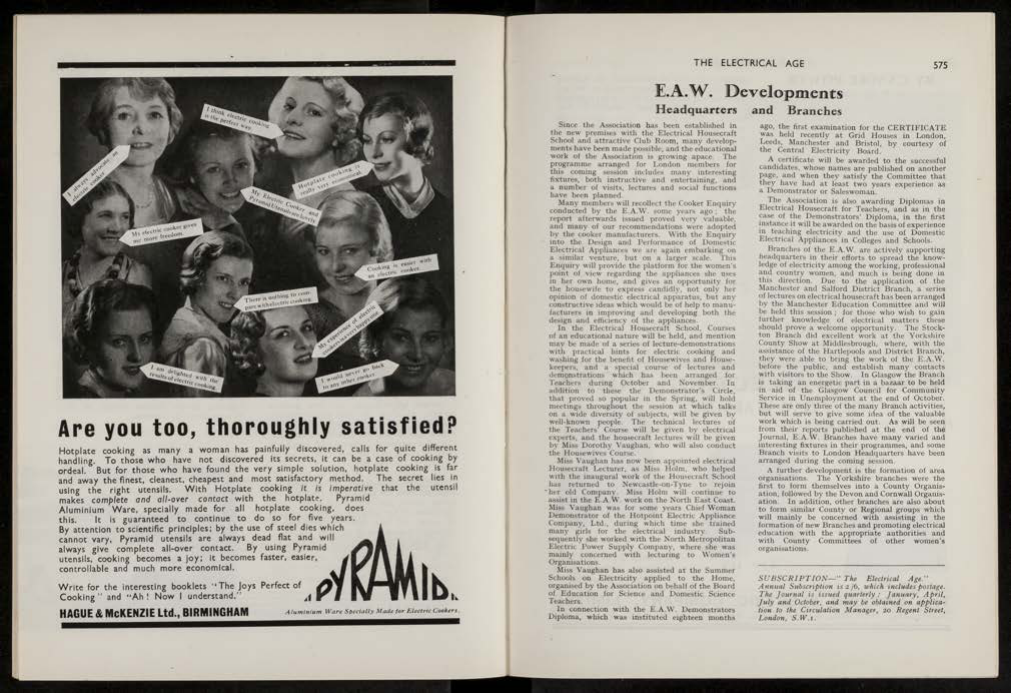 I think electric cooking
is the perfect way.
I always advocate an
electric cooker
Hotplate cooking is
really very economical.
My Electric Cooker and
Pyramid Utensils are lovely.
My electric cooker gives
me more freedom.
Cooking is easier with
an electric cooker.
There is nothing to com-
pare with electric cooking.
My experience of electric
I am delighted with the
results of electric cooking.
I would never go back
to any other cooker.
Are you too, thoroughly satisfied?
Hotplate cooking as many a woman has painfully discovered, calls for quite different
handling. To those who have not discovered its secrets, it can be a case of cooking by
ordeal. But for those who have found the very simple solution, hotplate cooking is far
and away the finest, cleanest, cheapest and most satisfactory method. The secret lies in
using the right utensils. With Hotplate cooking it is imperative that the utensil
makes complete and all-over contact with the hotplate. Pyramid
Aluminium Ware, specially made for all hotplate cooking, does
this. It is guaranteed to continue to do so for five years.
By attention to scientific principles; by the use of steel dies which
cannot vary, Pyramid utensils are always dead flat and will
always give complete all-over contact. By using Pyramid
utensils, cooking becomes a joy; it becomes faster, easier,
controllable and much more economical.
Write for the interesting booklets "The Joys Perfect of
Cooking" and "Ah! Now I understand."
HAGUE & McKENZIE Ltd., BIRMINGHAM
PYRAMID
Aluminium Ware Specially Made for Electric Cookers.
THE ELECTRICAL AGE 575
E.A.W. Developments
Headquarters and Branches
Since the Association has been established in
the new premises with the Electrical Housecraft
School and attractive Club Room, many develop-
ments have been made possible, and the educational
work of the Association is growing apace. The
programme arranged for London members for
this coming session includes many interesting
fixtures, both instructive and entertaining, and
a number of visits, lectures and social functions
have been planned.
Many members will recollect the Cooker Enquiry
conducted by the E.A.W. some years ago; the
report afterwards issued proved very valuable,
and many of our recommendations were adopted
by the cooker manufacturers. With the Enquiry
into the Design and Performance of Domestic
Electrical Appliances we are again embarking on
a similar venture, but on a larger scale. This
Enquiry will provide the platform for the women's
point of view regarding the appliances she uses
in her own home, and gives an opportunity for
the housewife to express candidly, not only her
opinion of domestic electrical apparatus, but any
constructive ideas which would be of help to manu-
facturers in improving and developing both the
design and efficiency of the appliances.
In the Electrical Housecraft School, Courses
of an educational nature will be held, and mention
may be made of a series of lecture-demonstrations
with practical hints for electric cooking and
washing for the benefit of Housewives and House-
keepers, and a special course of lectures and
demonstrations which has been arranged for
Teachers during October and November. In
addition to these the Demonstrator's Circle,
that proved so popular in the Spring, will hold
meetings throughout the session at which talks
on a wide diversity of subjects, will be given by
well-known people. The technical lectures of
the Teachers' Course will be given by electrical
experts, and the housecraft lectures will be given
by Miss Dorothy Vaughan, who will also conduct
the Housewives Course.
Miss Vaughan has now been appointed electrical
Housecraft Lecturer, as Miss Holm, who helped
with the inaugural work of the Housecraft School
has returned to Newcastle-on-Tyne to rejoin
her old Company. Miss Holm will continue to
assist in the E.A.W. work on the North East Coast.
Miss Vaughan was for some years Chief Woman
Demonstrator of the Hotpoint Electric Appliance
Company, Ltd., during which time she trained
many girls for the electrical industry. Sub-
sequently she worked with the North Metropolitan
Electric Power Supply Company, where she was
mainly concerned with lecturing to Women's
Organisations.
Miss Vaughan has also assisted at the Summer
Schools on Electricity applied to the Home,
organised by the Association on behalf of the Board
of Education for Science and Domestic Science
Teachers.
In connection with the E.A.W. Demonstrators
Diploma, which was instituted eighteen months
ago, the first examination for the CERTIFICATE
was held recently at Grid Houses in London,
Leeds, Manchester and Bristol, by courtesy of
the Central Electricity Board.
A certificate will be awarded to the successful
candidates, whose names are published on another
page, and when they satisfy the Committee that
they have had at least two years experience as
a Demonstrator or Saleswoman.
The Association is also awarding Diplomas in
Electrical Housecraft for Teachers, and as in the
case of the Demonstrators' Diploma, in the first
instance it will be awarded on the basis of experience
in teaching electricity and the use of Domestic
Electrical Appliances in Colleges and Schools.
Branches of the E.A.W. are actively supporting
headquarters in their efforts to spread the know-
ledge of electricity among the working, professional
and country women, and much is being done in
this direction. Due to the application of the
Manchester and Salford District Branch, a series
of lectures on electrical housecraft has been arranged
by the Manchester Education Committee and will
be held this session; for those who wish to gain
further knowledge of electrical matters these
should prove a welcome opportunity. The Stock-
ton Branch did excellent work at the Yorkshire
County Show at Middlesbrough, where, with the
assistance of the Hartlepools and District Branch,
they were able to bring the work of the E.A.W.
before the public, and establish many contacts
with visitors to the Show. In Glasgow the Branch
is taking an energetic part in a bazaar to be held
in aid of the Glasgow Council for Community
Service in Unemployment at the end of October.
These are only three of the many Branch activities,
but will serve to give some idea of the valuable
work which is being carried out. As will be seen
from their reports published at the end of the
Journal, E.A.W. Branches have many varied and
interesting fixtures in their programmes, and some
Branch visits to London Headquarters have been
arranged during the coming session.
A further development is the formation of area
organisations. The Yorkshire branches were the
first to form themselves into a County Organis-
ation, followed by the Devon and Cornwall Organis-
ation. In addition, other branches are also about
to form similar County or Regional groups which
will mainly be concerned with assisting in the
formation of new Branches and promoting electrical
education with the appropriate authorities and
with County Committees of other women's
organisations.
SUBSCRIPTION—"The Electrical Age."
Annual Subscription is 2/6, which includes postage.
The Journal is issued quarterly: January, April,
July and October, and may be obtained on applica-
tion to the Circulation Manager, 20 Regent Street,
London, S.W.1.